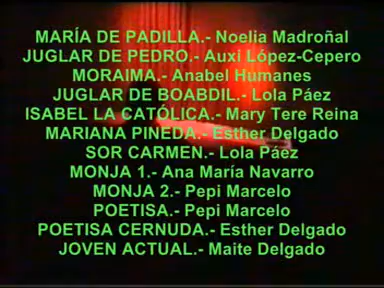 MARÍA DE PADILLA.- Noelia Madroñal
JUGLAR DE PEDRO.- Auxi López-Cepero
MORAIMA.- Anabel Humanes
JUGLAR DE BOABDIL.- Lola Páez
ISABEL LA CATÓLICA.- Mary Tere Reina
MARIANA PINEDA.- Esther Delgado
SOR CARMEN.- Lola Páez
MONJA 1.- Ana María Navarro
MONJA 2.- Pepi Marcelo
POETISA.- Pepi Marcelo
POETISA CERNUDA.- Esther Delgado
JOVEN ACTUAL.- Maite Delgado